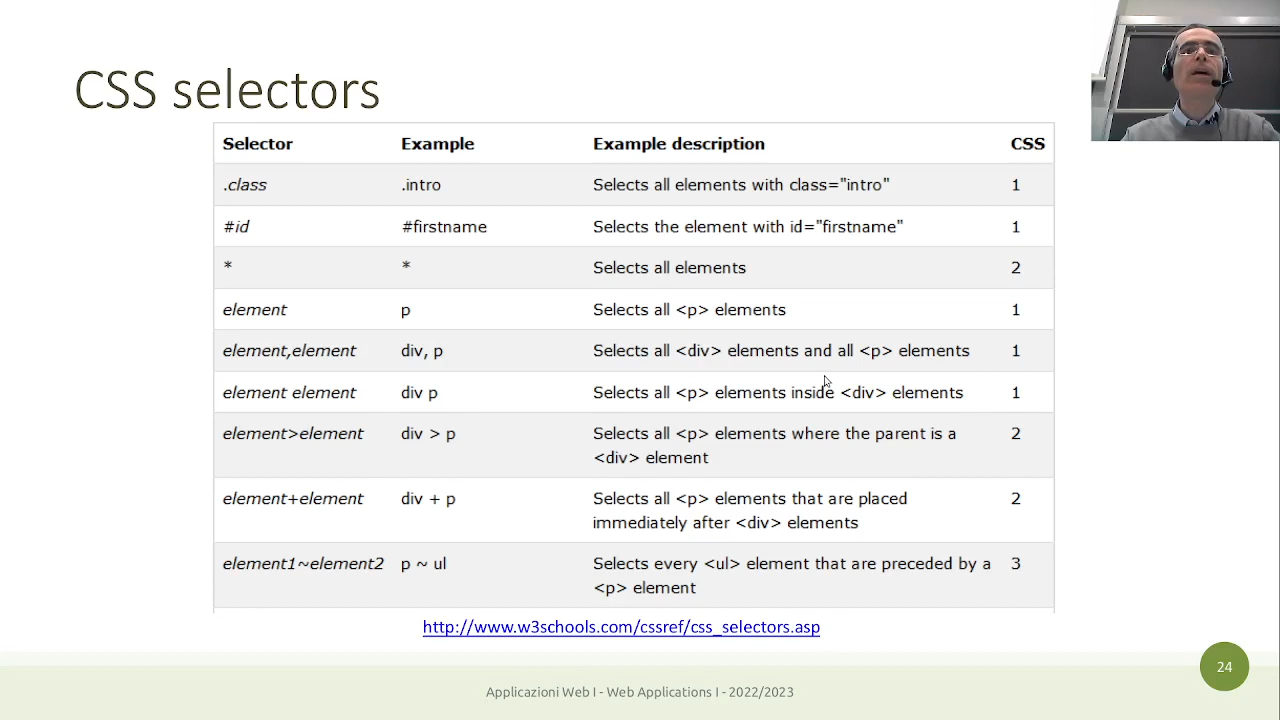 CSS selectors
Selector Example Example description CSS
.class .intro Selects all elements with class="intro" 1
#id #firstname Selects the element with id="firstname" 1
* * Selects all elements 2
element p Selects all <p> elements 1
element,element div, p Selects all <div> elements and all <p> elements 1
element element div p Selects all <p> elements inside <div> elements 1
element>element div > p Selects all <p> elements where the parent is a 2
<div> element
element+element div + p Selects all <p> elements that are placed 2
immediately after <div> elements
element1~element2 p ~ ul Selects every <ul> element that are preceded by a 3
<p> element
http://www.w3schools.com/cssref/css_selectors.asp
24
Applicazioni Web I - Web Applications I - 2022/2023